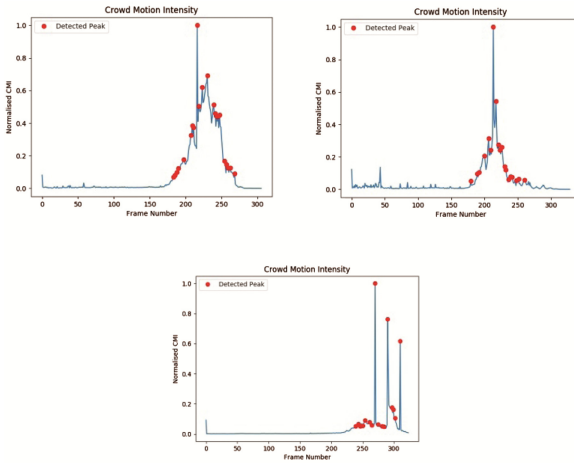 Crowd Motion Intensity
Detected Peak
Normalised CMI
1.0
0.8
0.6
0.4
0.2
0.0
0 50 100 150 200 250 300
Frame Number
Crowd Motion Intensity
Detected Peak
Normalised CMI
1.0
0.8
0.6
0.4
0.2
0.0
0 50 100 150 200 250 300
Frame Number
Crowd Motion Intensity
Detected Peak
Normalised CMI
1.0
0.8
0.6
0.4
0.2
0.0
0 50 100 150 200 250 300
Frame Number